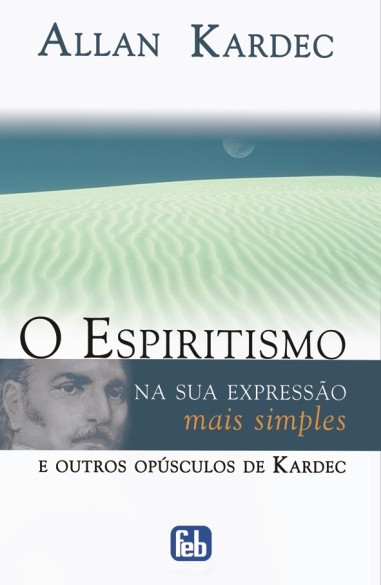 ALLAN KARDEC
O ESPIRITISMO
NA SUA EXPRESSÃO
mais simples
E OUTROS OPÚSCULOS DE KARDEC
feb